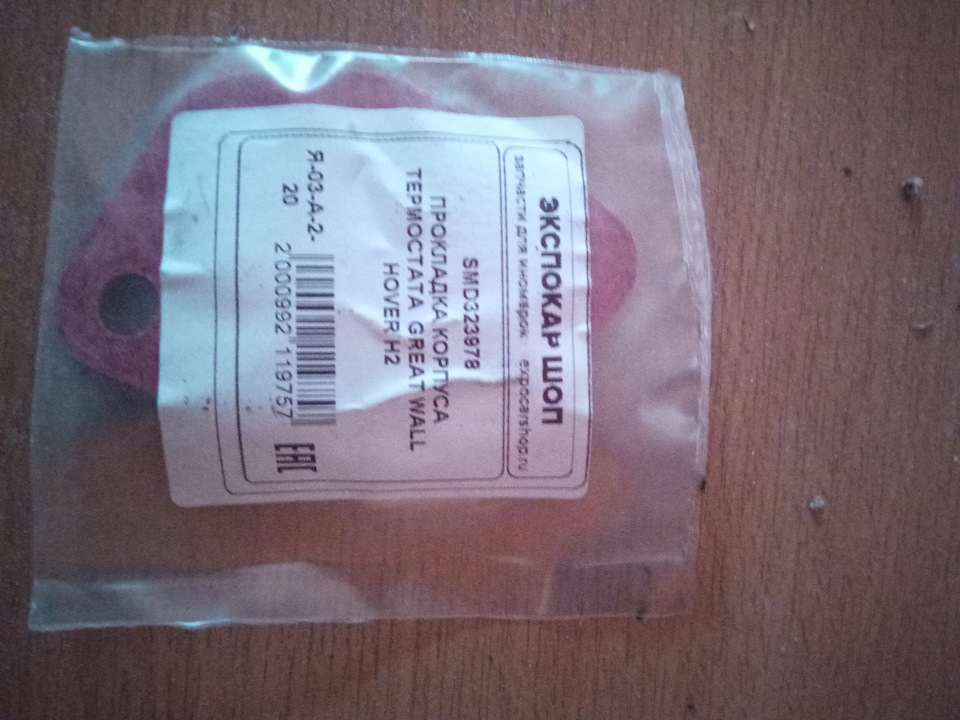 ЭКСПОКАР ШОП
запчасти для иномарок expocarshop.ru
SMD323978
ПРОКЛАДКА КОРПУСА
ТЕРМОСТАТА GREAT WALL
HOVER H2
Я-03-А-2-
20
2 000992 119757
EAC